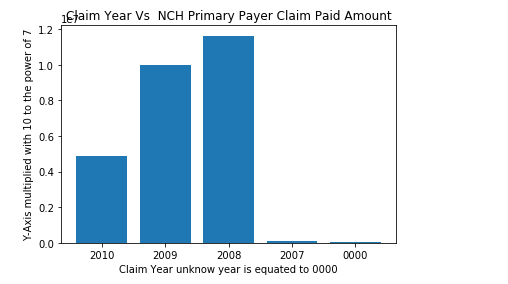 Claim Year Vs  NCH Primary Payer Claim Paid Amount
1e7
1.2
1.0
0.8
0.6
0.4
0.2
0.0
Y-Axis multiplied with 10 to the power of 7
2010 2009 2008 2007 0000
Claim Year unknow year is equated to 0000